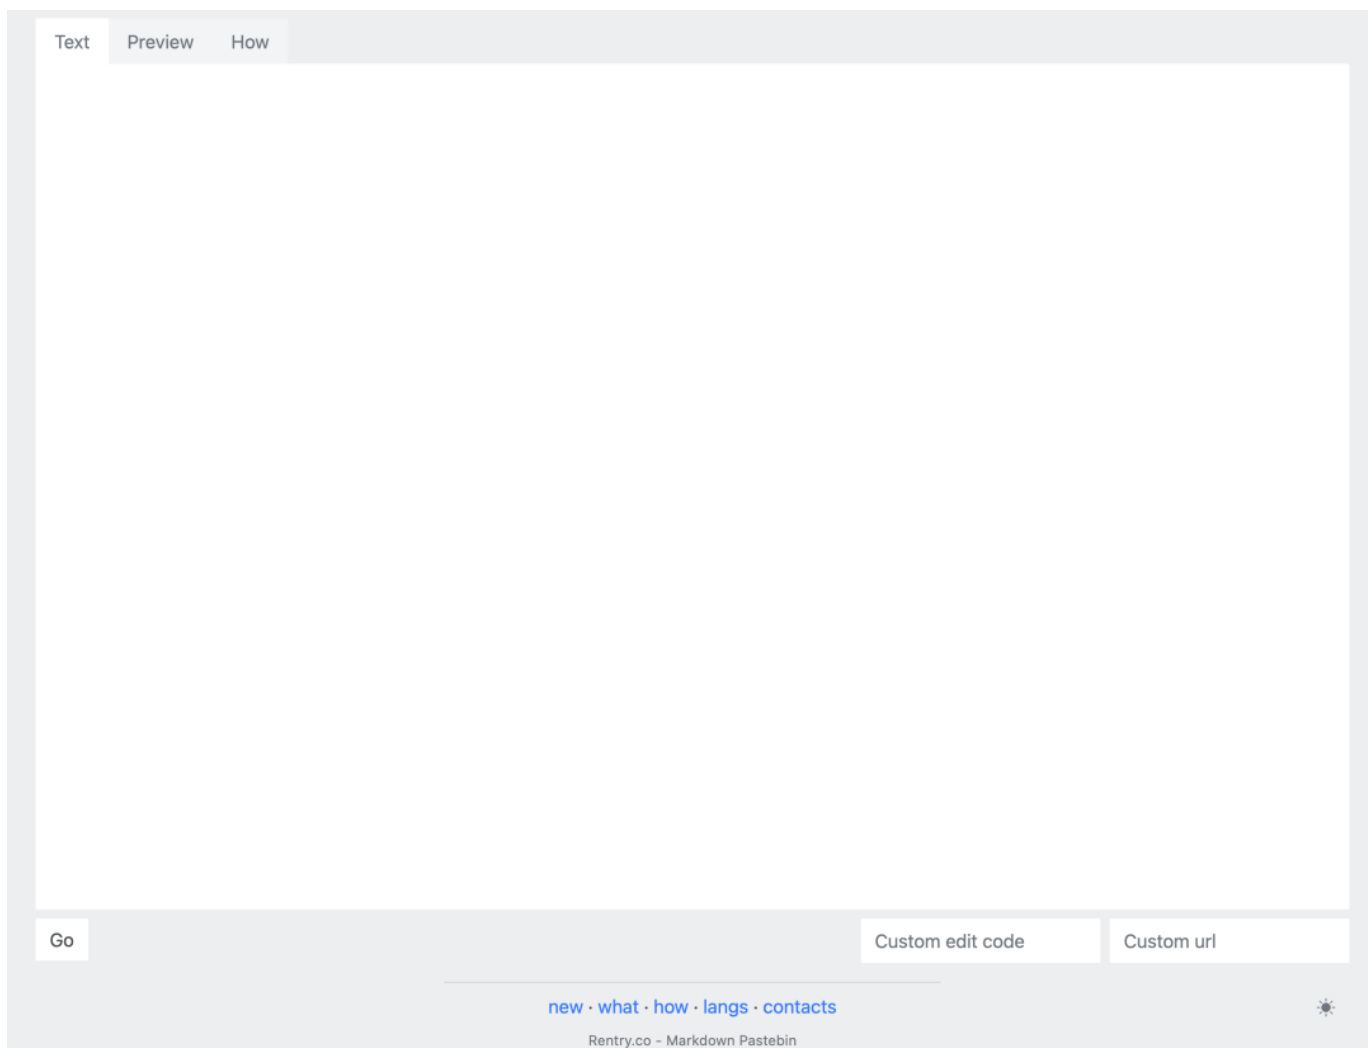 Text Preview How
Go Custom edit code Custom url
new · what · how · langs · contacts
Rentry.co - Markdown Pastebin